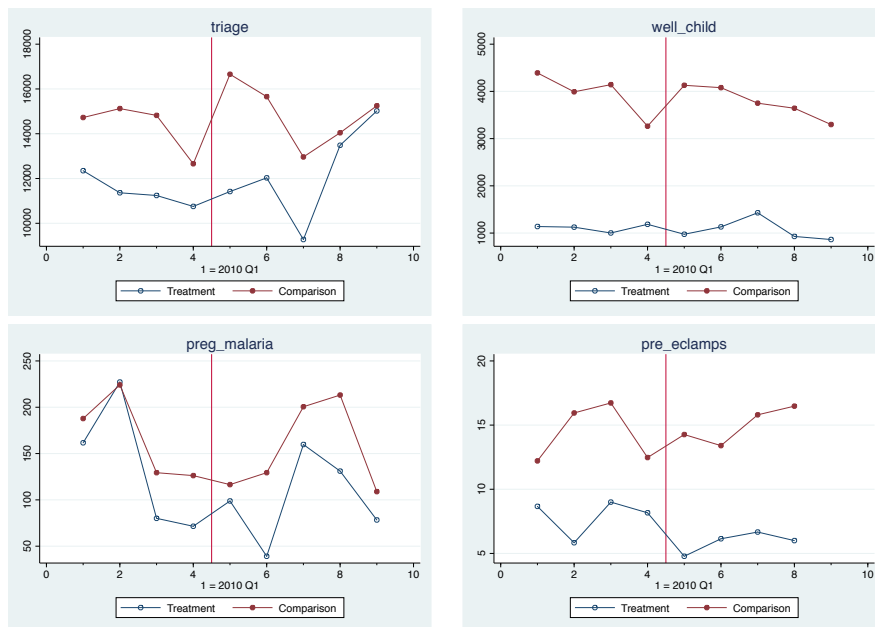 triage
18000
16000
14000
12000
10000
0 2 4 6 8 10
1 = 2010 Q1
Treatment Comparison
well_child
5000
4000
3000
2000
1000
0 2 4 6 8 10
1 = 2010 Q1
Treatment Comparison
preg_malaria
250
200
150
100
50
0 2 4 6 8 10
1 = 2010 Q1
Treatment Comparison
pre_eclamps
20
15
10
5
0 2 4 6 8 10
1 = 2010 Q1
Treatment Comparison